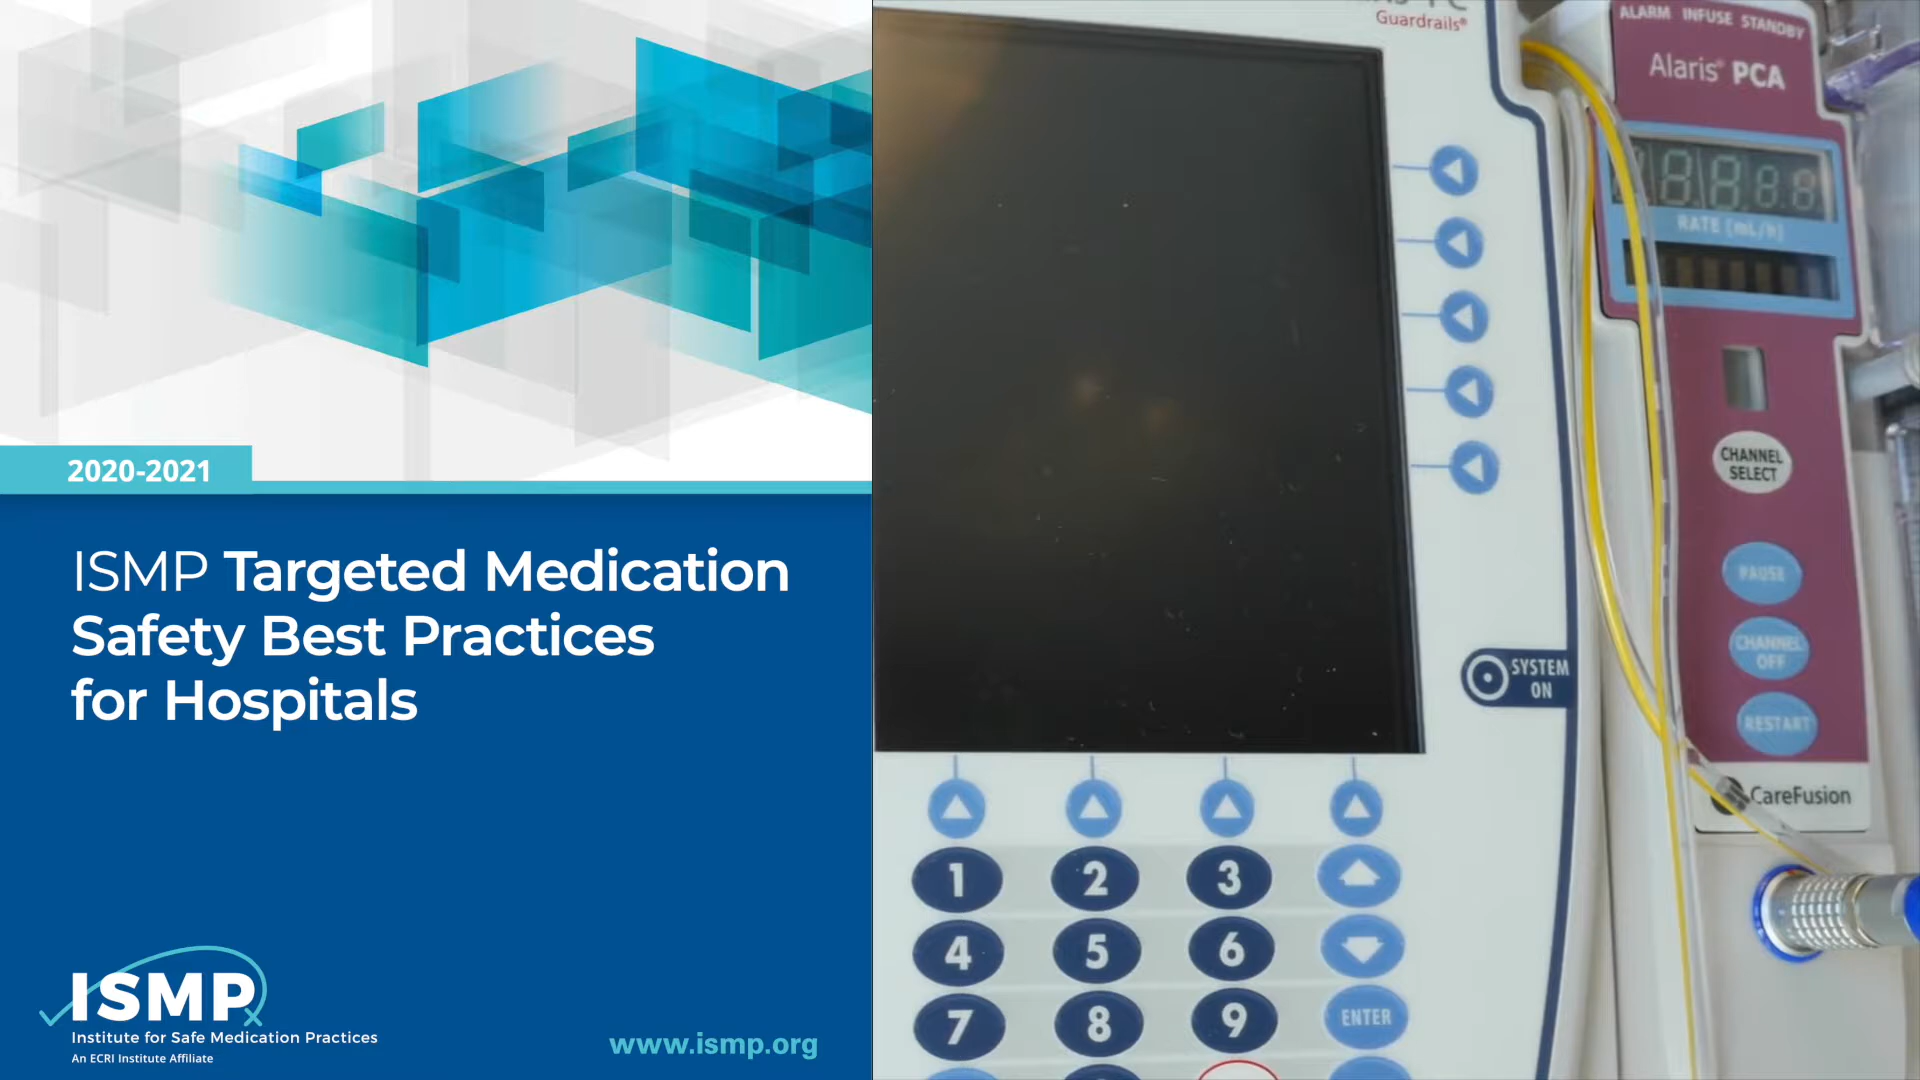 2020-2021
ISMP Targeted Medication
Safety Best Practices
for Hospitals
ISMP
Institute for Safe Medication Practices
An ECRI Institute Affiliate
www.ismp.org
Guardrails®
SYSTEM
ON
1 2 3
4 5 6
7 8 9
ENTER
ALARM INFUSE STANDBY
Alaris® PCA
RATE (mL/h)
CHANNEL
SELECT
PAUSE
CHANNEL
OFF
RESTART
CareFusion